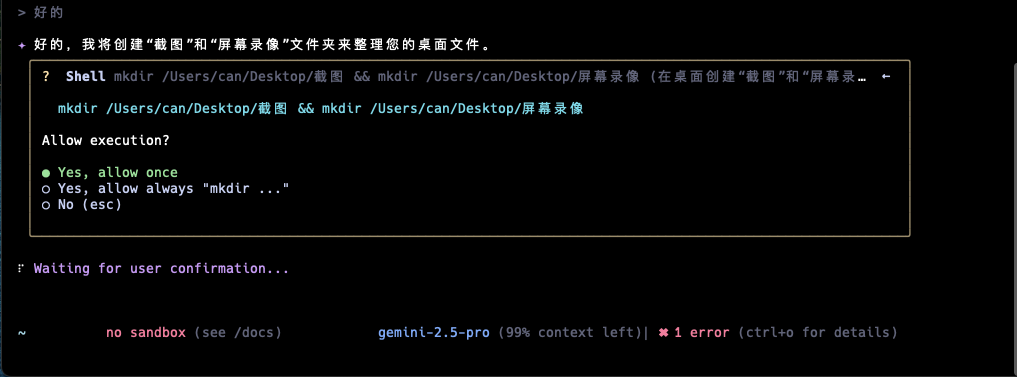 > 好的
✦ 好的，我将创建“截图”和“屏幕录像”文件夹来整理您的桌面文件。
? Shell mkdir /Users/can/Desktop/截图 && mkdir /Users/can/Desktop/屏幕录像 (在桌面创建“截图”和“屏幕录… ←
mkdir /Users/can/Desktop/截图 && mkdir /Users/can/Desktop/屏幕录像
Allow execution?
● Yes, allow once
○ Yes, allow always "mkdir ..."
○ No (esc)
⠏ Waiting for user confirmation...
~ no sandbox (see /docs) gemini-2.5-pro (99% context left)| ✖ 1 error (ctrl+o for details)